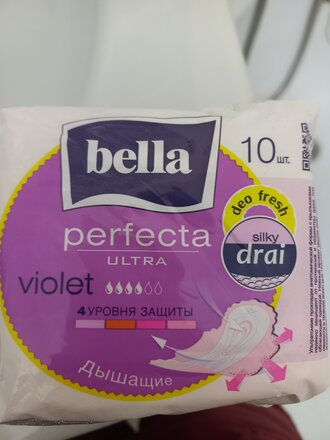 bella
10 шт.
deo fresh
perfecta
ULTRA
silky
drai
violet
4 УРОВНЯ ЗАЩИТЫ
дышащие